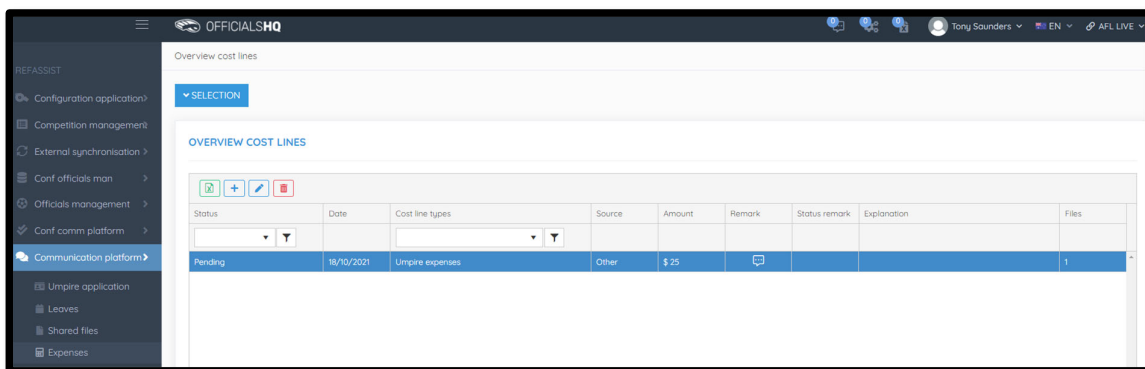 OFFICIALSHQ
0 0 0 Tony Saunders EN AFL LIVE
Overview cost lines
REFASSIST
Configuration application
Competition management
External synchronisation
Conf officials man
Officials management
Conf comm platform
Communication platform
Umpire application
Leaves
Shared files
Expenses
SELECTION
OVERVIEW COST LINES
Status Date Cost line types Source Amount Remark Status remark Explanation Files
Pending 18/10/2021 Umpire expenses Other $ 25 1